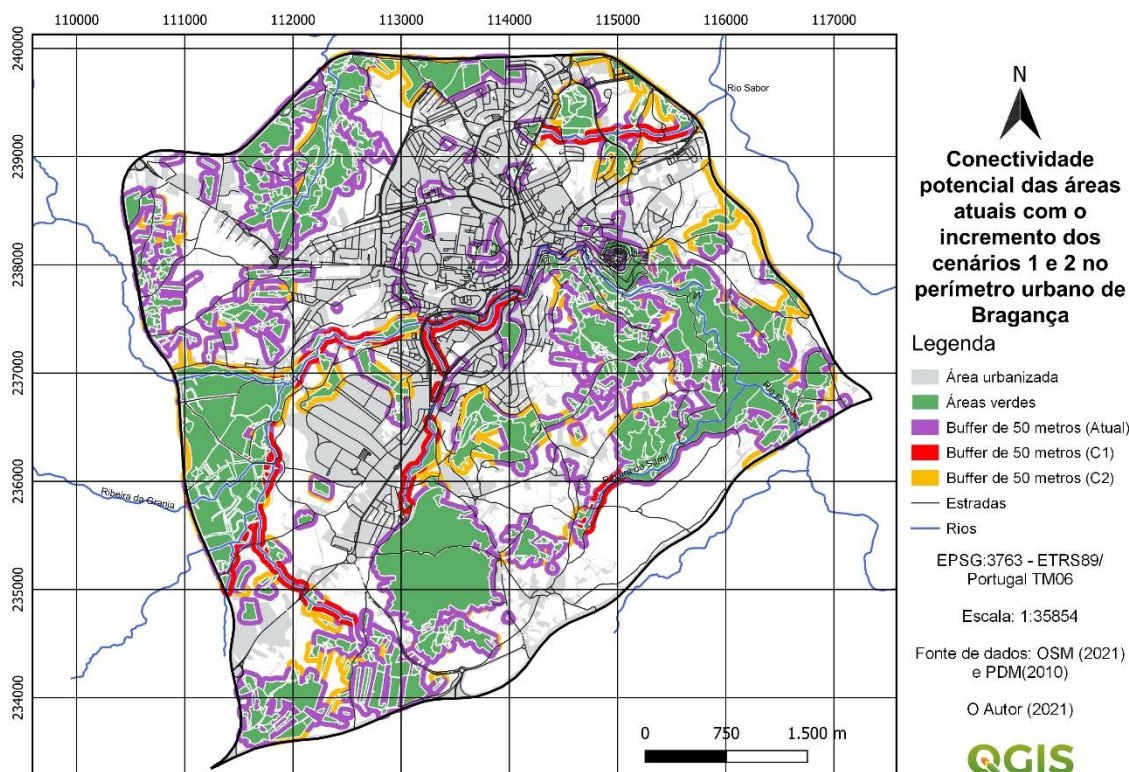 110000 111000 112000 113000 114000 115000 116000 117000
240000
239000
238000
237000
236000
235000
234000
Rio Sabor
Ribeira da Granja
Ribeira de Samil
N
Conectividade
potencial das áreas
atuais com o
incremento dos
cenários 1 e 2 no
perímetro urbano de
Bragança
Legenda
Área urbanizada
Áreas verdes
Buffer de 50 metros (Atual)
Buffer de 50 metros (C1)
Buffer de 50 metros (C2)
Estradas
Rios
EPSG:3763 - ETRS89/
Portugal TM06
Escala: 1:35854
Fonte de dados: OSM (2021)
e PDM(2010)
O Autor (2021)
0 750 1.500 m
QGIS